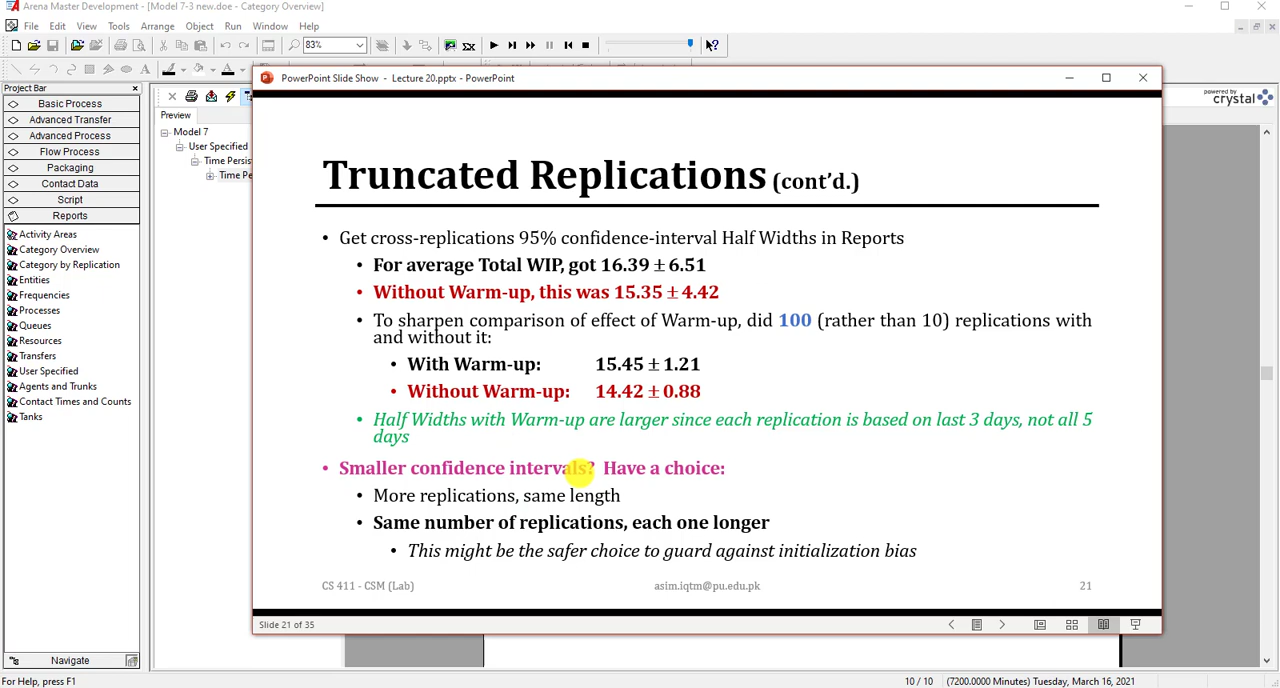 Arena Master Development - [Model 7-3 new.doe - Category Overview]
File Edit View Tools Arrange Object Run Window Help
83%
Project Bar
Basic Process
Advanced Transfer
Advanced Process
Flow Process
Packaging
Contact Data
Script
Reports
Activity Areas
Category Overview
Category by Replication
Entities
Frequencies
Processes
Queues
Resources
Transfers
User Specified
Agents and Trunks
Contact Times and Counts
Tanks
Navigate
Preview
Model 7
User Specified
Time Persis
Time Pe
powered by
crystal
PowerPoint Slide Show - Lecture 20.pptx - PowerPoint
Truncated Replications (cont'd.)
• Get cross-replications 95% confidence-interval Half Widths in Reports
• For average Total WIP, got 16.39 ± 6.51
• Without Warm-up, this was 15.35 ± 4.42
• To sharpen comparison of effect of Warm-up, did 100 (rather than 10) replications with
and without it:
• With Warm-up: 15.45 ± 1.21
• Without Warm-up: 14.42 ± 0.88
• Half Widths with Warm-up are larger since each replication is based on last 3 days, not all 5
days
• Smaller confidence intervals? Have a choice:
• More replications, same length
• Same number of replications, each one longer
• This might be the safer choice to guard against initialization bias
CS 411 - CSM (Lab) asim.iqtm@pu.edu.pk 21
Slide 21 of 35
For Help, press F1 10 / 10 (7200.0000 Minutes) Tuesday, March 16, 2021